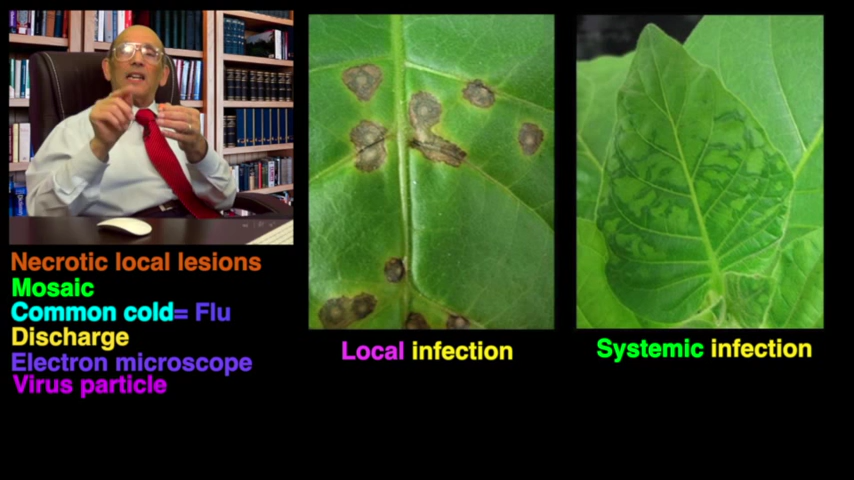 Necrotic local lesions
Mosaic
Common cold= Flu
Discharge
Electron microscope
Virus particle
Local infection
Systemic infection